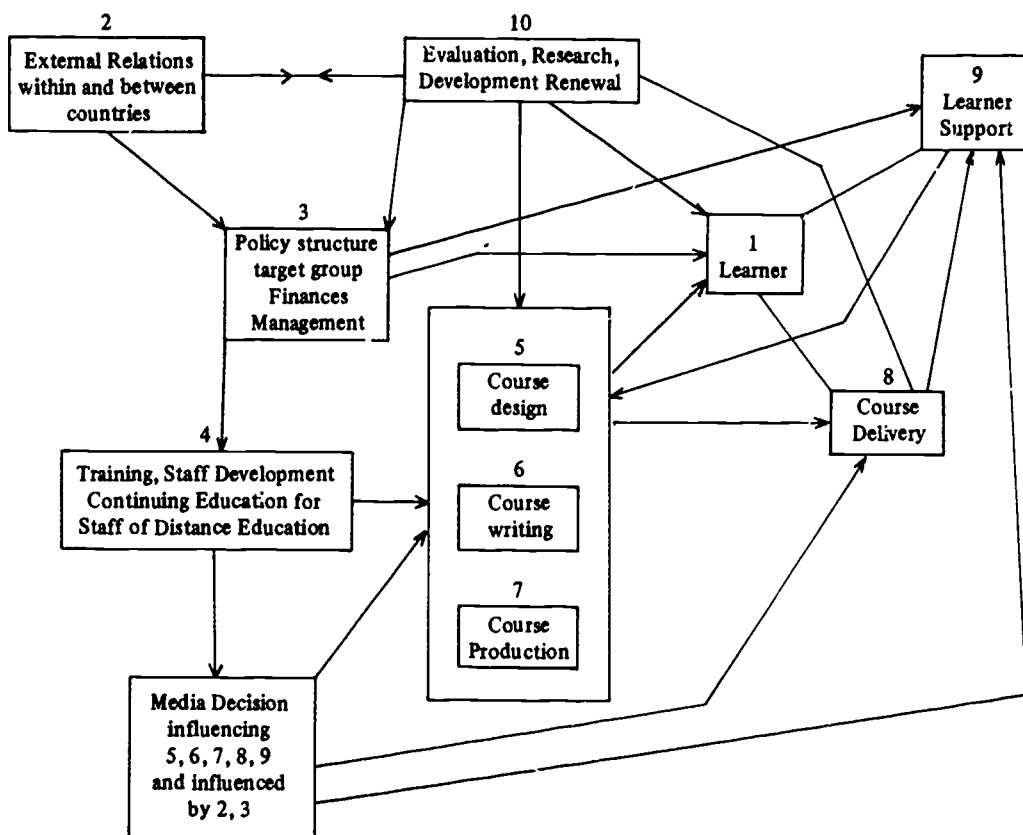 2
External Relations
within and between
countries
10
Evaluation, Research,
Development Renewal
9
Learner
Support
3
Policy structure
target group
Finances
Management
1
Learner
5
Course
design
8
Course
Delivery
4
Training, Staff Development
Continuing Education for
Staff of Distance Education
6
Course
writing
7
Course
Production
Media Decision
influencing
5, 6, 7, 8, 9
and influenced
by 2, 3